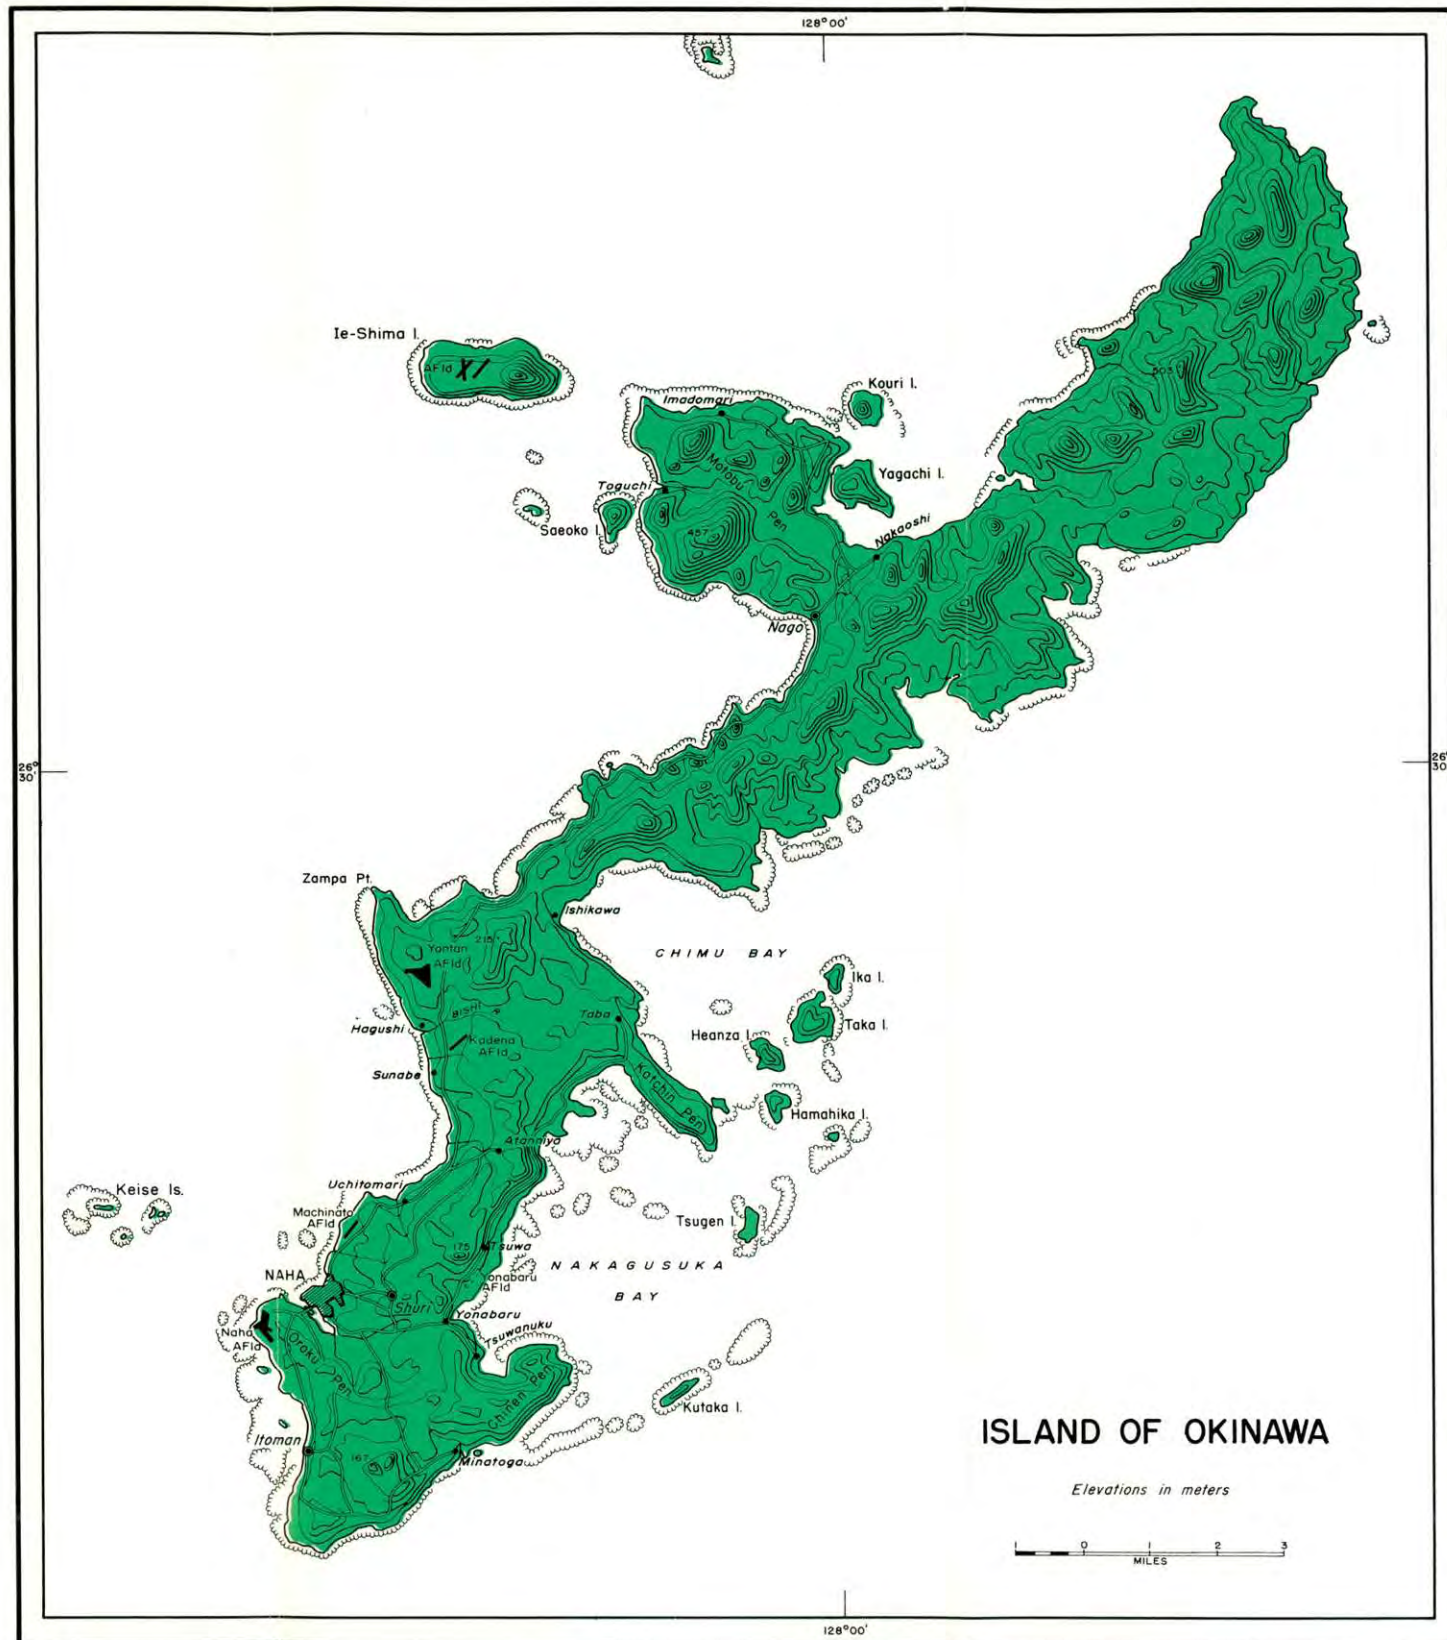 128°00'
Ie-Shima I.
AFld
Kouri I.
Imadomari
503
Motobu
Pen
Yagachi I.
Toguchi
Saeoko I.
457
Nakaoshi
Nago
26°
30'
26°
30'
Zampa Pt.
Ishikawa
215
Yontan
AFld
CHIMU BAY
Ika I.
BISHI
Hagushi
Taba
Taka I.
Heanza I.
Kadena
AFld
Sunabe
Katchin Pen
Hamahika I.
Atanniya
Keise Is.
Uchitomari
Machinato
AFld
Tsugen I.
175
Tsuwa
NAKAGUSUKA
BAY
NAHA
Yonabaru
AFld
Shuri
Yonabaru
Naha
AFld
Oroku
Pen
Tsuwanuku
Chinen Pen
Kutaka I.
Itoman
167
Minatoga
ISLAND OF OKINAWA
Elevations in meters
1 0 1 2 3
MILES
128°00'